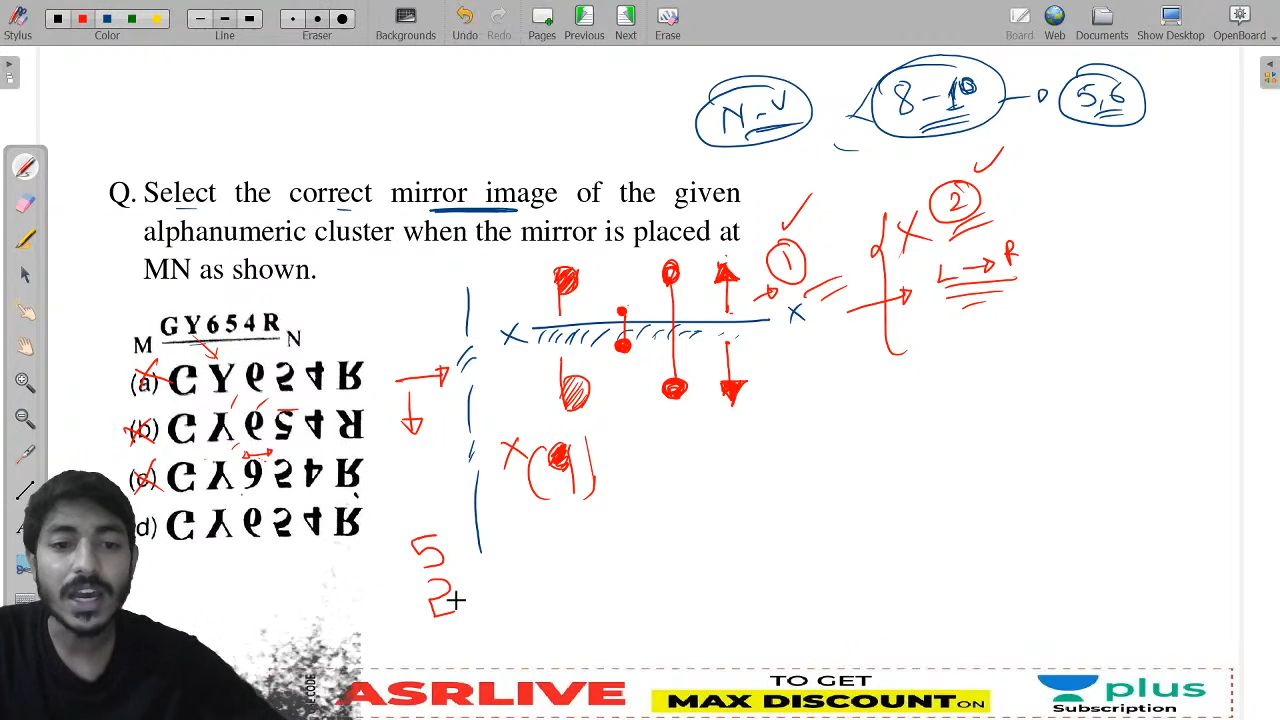 Stylus Color Line Eraser Backgrounds Undo Redo Pages Previous Next Erase Board Web Documents Show Desktop OpenBoard
N-V 8-10 5,6
Q. Select the correct mirror image of the given
alphanumeric cluster when the mirror is placed at
MN as shown.
1 2
L → R
X X
GY654R
M N
(a)
(b)
(c)
d)
5
2
TO GET
ASRLIVE MAX DISCOUNT ON
plus
Subscription